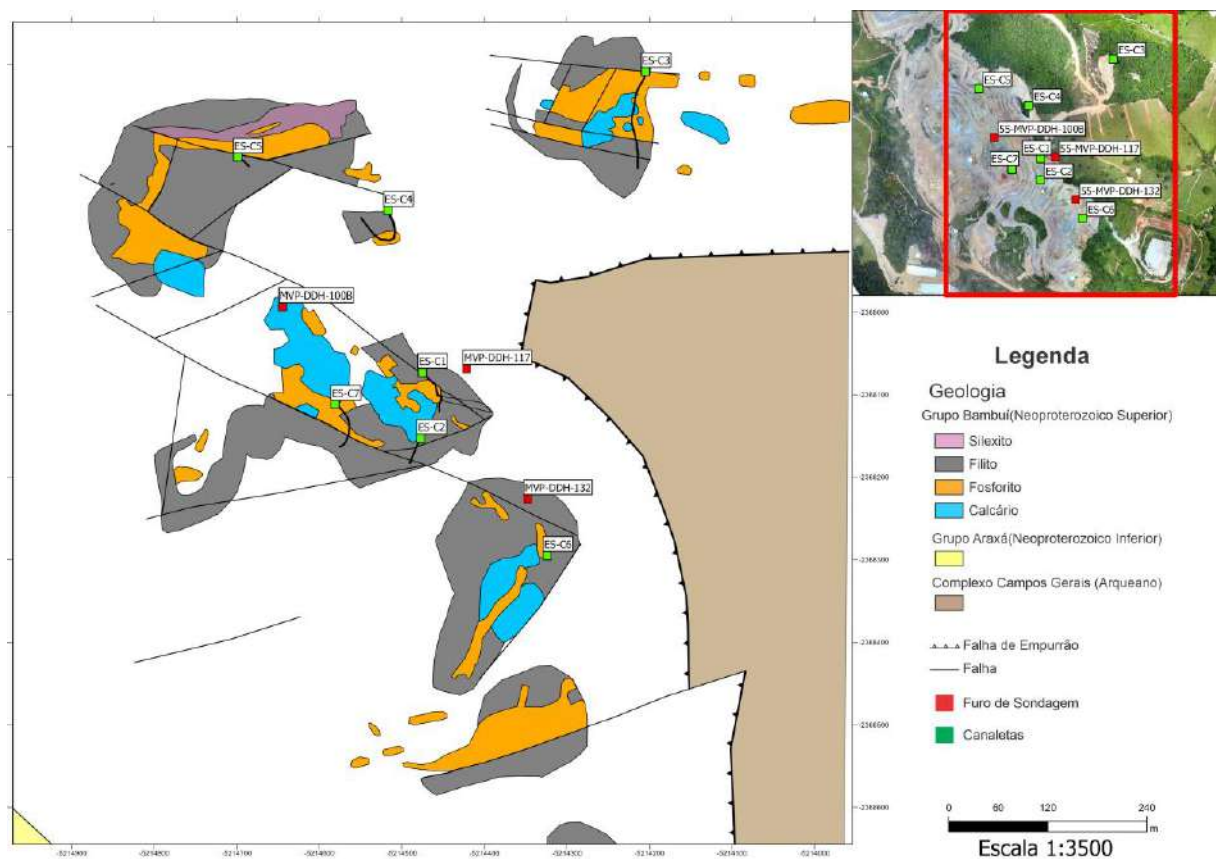 ES-C3
ES-C5
ES-C4
MVP-DDH-100B
ES-C1
MVP-DDH-117
ES-C7
ES-C2
MVP-DDH-132
ES-C6
ES-C3
ES-C5
ES-C4
55-MVP-DDH-100B
ES-C1
55-MVP-DDH-117
ES-C7
ES-C2
55-MVP-DDH-132
ES-C6
Legenda
Geologia
Grupo Bambuí(Neoproterozoico Superior)
Silexito
Filito
Fosforito
Calcário
Grupo Araxá(Neoproterozoico Inferior)
Complexo Campos Gerais (Arqueano)
Falha de Empurrão
Falha
Furo de Sondagem
Canaletas
0 60 120 240
m
Escala 1:3500